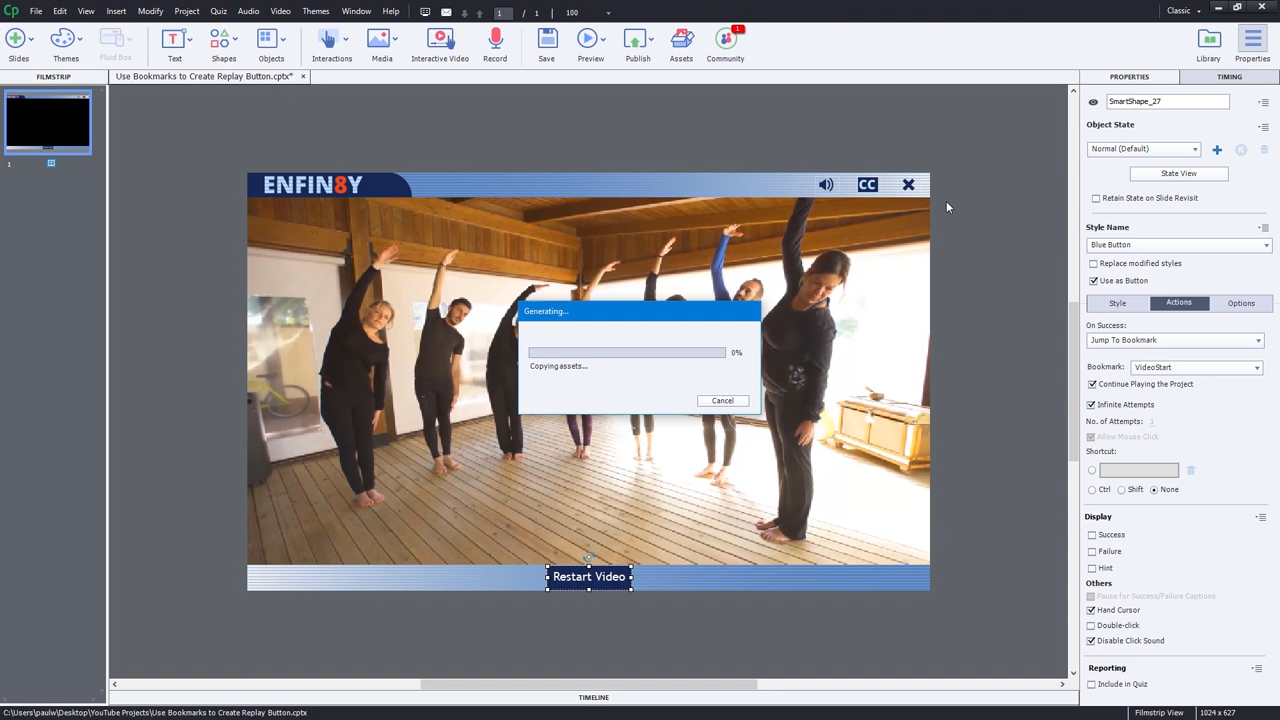 Cp File Edit View Insert Modify Project Quiz Audio Video Themes Window Help 1 / 1 100 Classic
Slides Themes Fluid Box Text Shapes Objects Interactions Media Interactive Video Record Save Preview Publish Assets Community 1 Library Properties
FILMSTRIP
Use Bookmarks to Create Replay Button.cptx* ×
PROPERTIES TIMING
1
ENFIN8Y CC
Generating...
0%
Copying assets...
Cancel
Restart Video
SmartShape_27
Object State
Normal (Default)
State View
Retain State on Slide Revisit
Style Name
Blue Button
Replace modified styles
Use as Button
Style Actions Options
On Success:
Jump To Bookmark
Bookmark: VideoStart
Continue Playing the Project
Infinite Attempts
No. of Attempts: 1
Allow Mouse Click
Shortcut:
Ctrl Shift None
Display
Success
Failure
Hint
Others
Pause for Success/Failure Captions
Hand Cursor
Double-click
Disable Click Sound
Reporting
Include in Quiz
TIMELINE
C:\Users\paulw\Desktop\YouTube Projects\Use Bookmarks to Create Replay Button.cptx Filmstrip View 1024 x 627